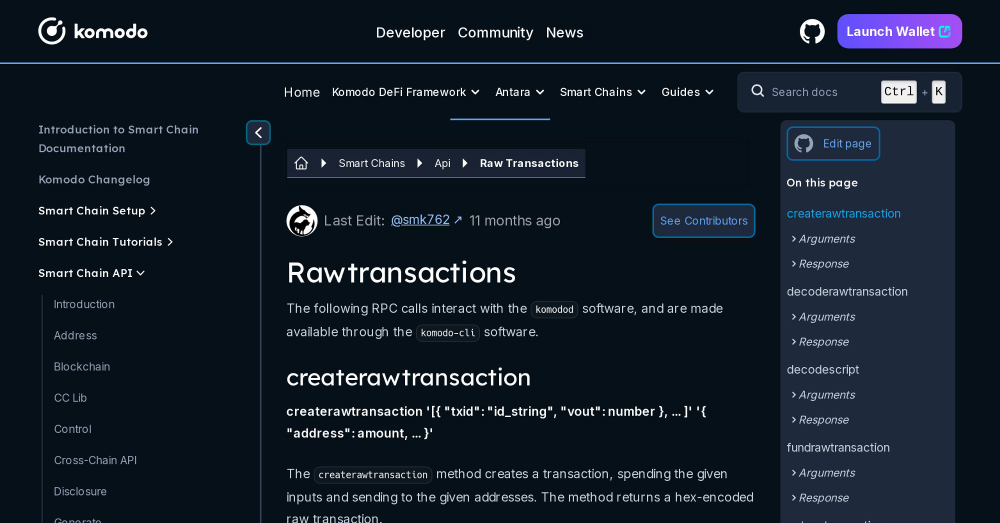 komodo
Developer Community News
Launch Wallet
Home Komodo DeFi Framework Antara Smart Chains Guides
Search docs Ctrl + K
Introduction to Smart Chain
Documentation
Komodo Changelog
Smart Chain Setup
Smart Chain Tutorials
Smart Chain API
Introduction
Address
Blockchain
CC Lib
Control
Cross-Chain API
Disclosure
Generate
Smart Chains Api Raw Transactions
Last Edit: @smk762 ↗ 11 months ago
See Contributors
Rawtransactions
The following RPC calls interact with the komodod software, and are made
available through the komodo-cli software.
createrawtransaction
createrawtransaction '[{ "txid": "id_string", "vout": number }, ... ]' '{
"address": amount, ... }'
The createrawtransaction method creates a transaction, spending the given
inputs and sending to the given addresses. The method returns a hex-encoded
raw transaction.
Edit page
On this page
createrawtransaction
Arguments
Response
decoderawtransaction
Arguments
Response
decodescript
Arguments
Response
fundrawtransaction
Arguments
Response